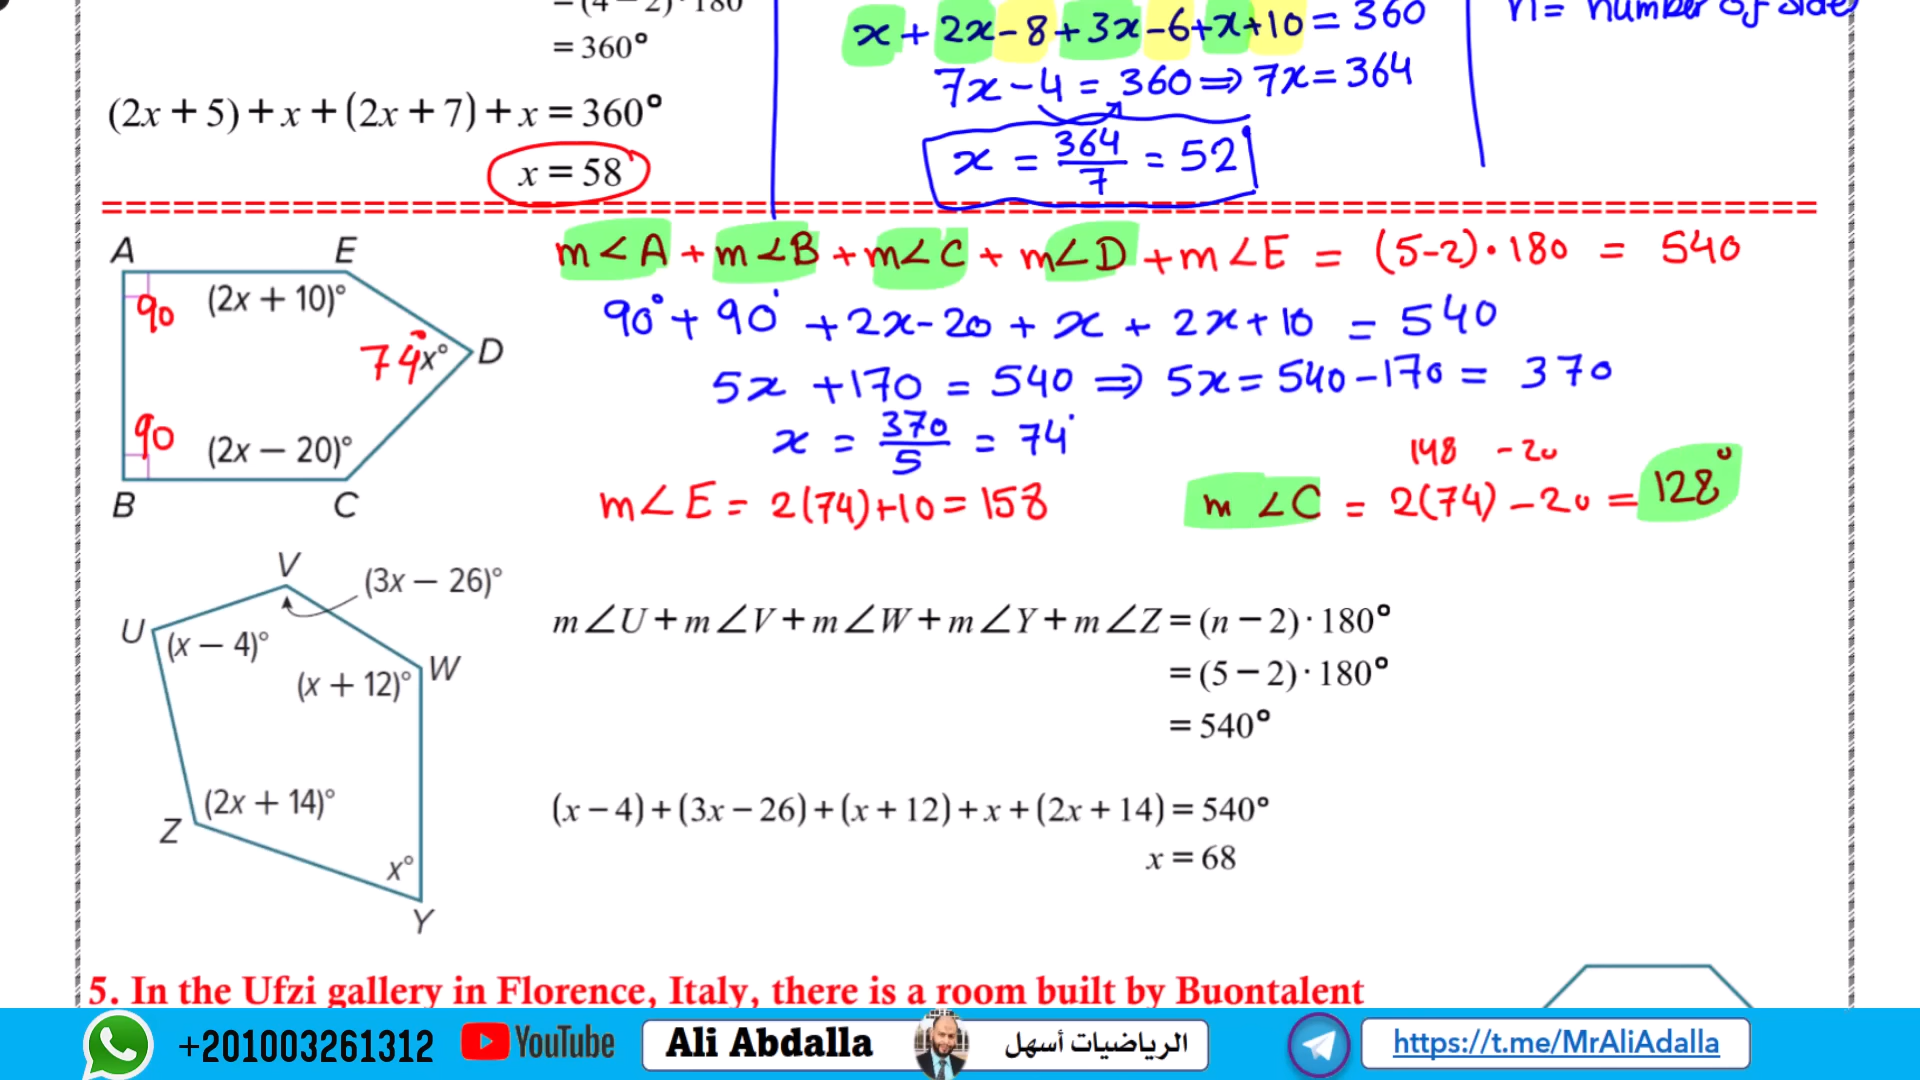 = 360°
(2x + 5) + x + (2x + 7) + x = 360°
x = 58
x + 2x - 8 + 3x - 6 + x + 10 = 360
7x - 4 = 360 ⇒ 7x = 364
x = 364/7 = 52
n = number of side
A
E
90
(2x + 10)°
74°
x°
D
90
(2x − 20)°
B
C
m∠A + m∠B + m∠C + m∠D + m∠E = (5-2)·180 = 540
90° + 90° + 2x-20 + x + 2x+10 = 540
5x + 170 = 540 ⇒ 5x = 540 - 170 = 370
x = 370/5 = 74°
148 - 20
m∠E = 2(74)+10 = 158
m∠C = 2(74) - 20 = 128°
V
(3x − 26)°
U
(x − 4)°
(x + 12)°
W
(2x + 14)°
Z
x°
Y
m∠U + m∠V + m∠W + m∠Y + m∠Z = (n − 2)·180°
= (5 − 2)·180°
= 540°
(x − 4) + (3x − 26) + (x + 12) + x + (2x + 14) = 540°
x = 68
5. In the Ufzi gallery in Florence, Italy, there is a room built by Buontalent
+201003261312
YouTube
Ali Abdalla
الرياضيات أسهل
https://t.me/MrAliAdalla